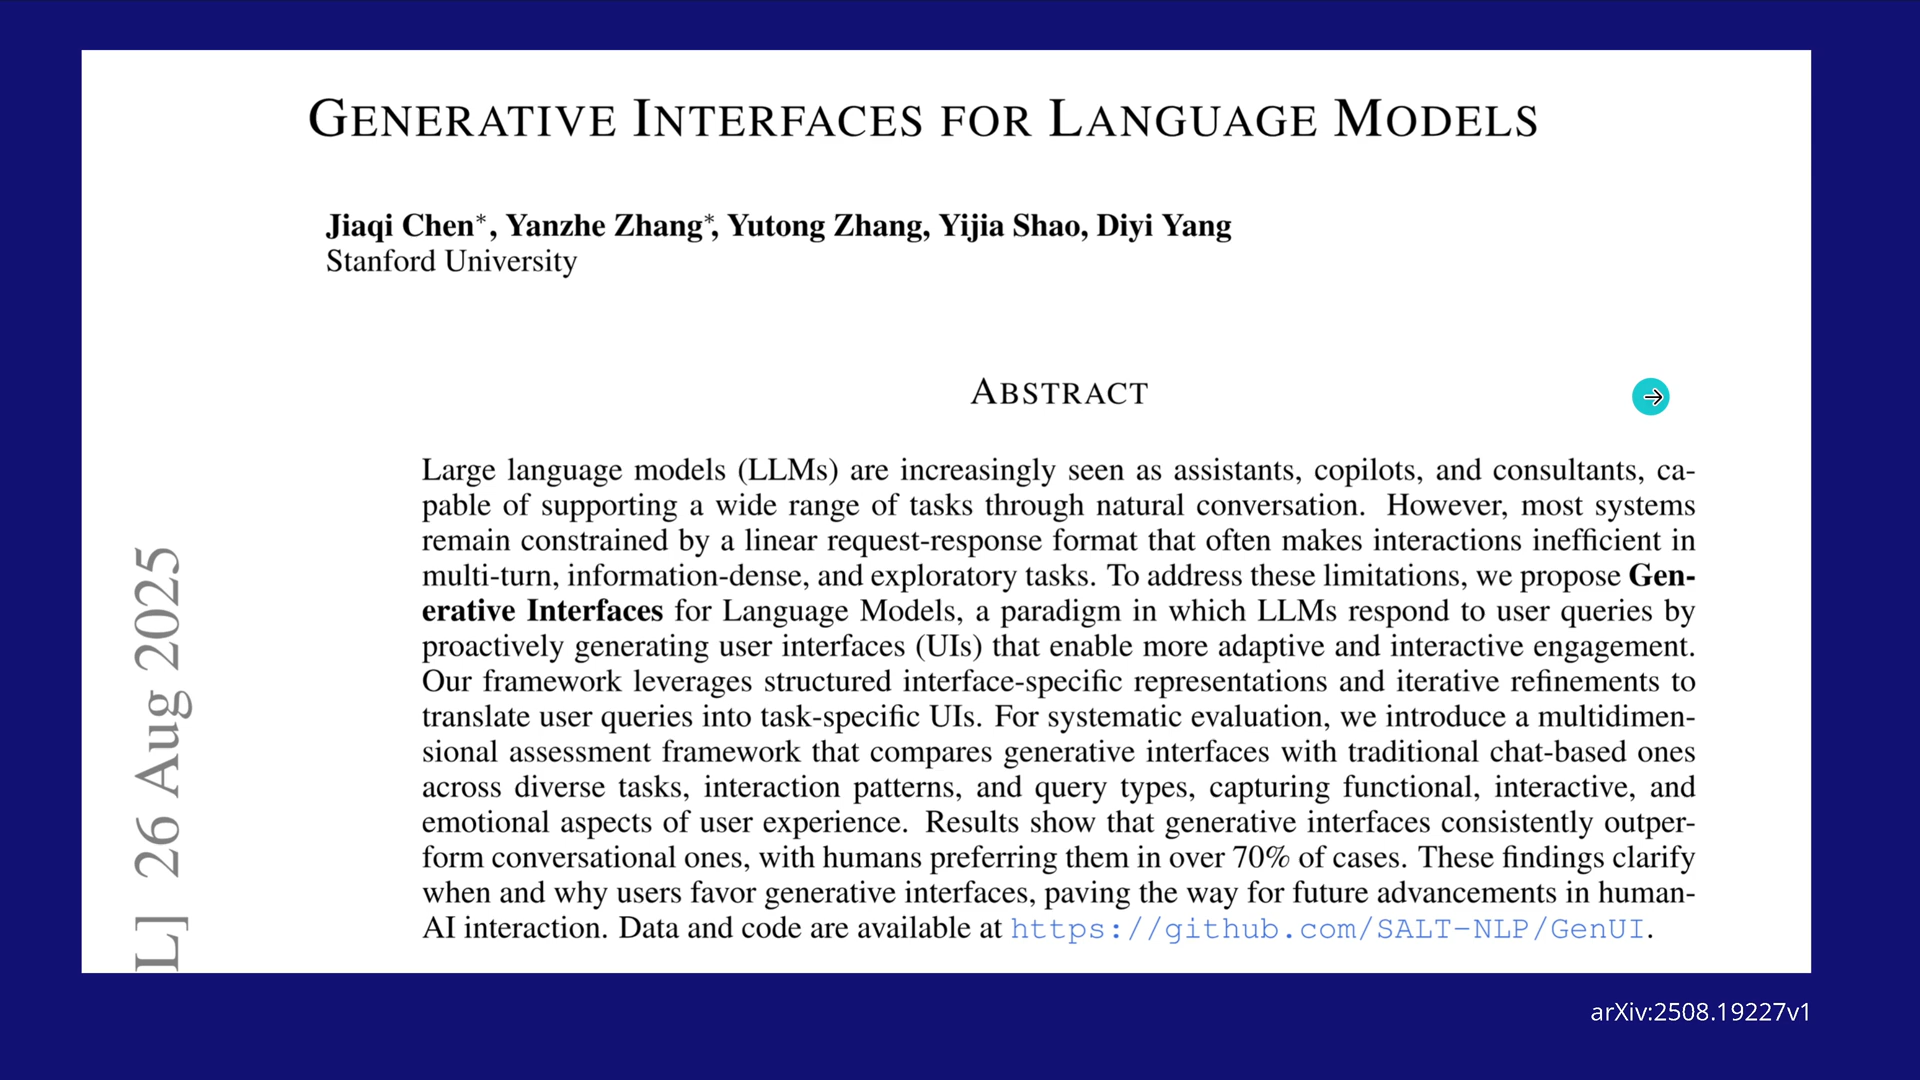 GENERATIVE INTERFACES FOR LANGUAGE MODELS
Jiaqi Chen*, Yanzhe Zhang*, Yutong Zhang, Yijia Shao, Diyi Yang
Stanford University
ABSTRACT
Large language models (LLMs) are increasingly seen as assistants, copilots, and consultants, ca-
pable of supporting a wide range of tasks through natural conversation. However, most systems
remain constrained by a linear request-response format that often makes interactions inefficient in
multi-turn, information-dense, and exploratory tasks. To address these limitations, we propose Gen-
erative Interfaces for Language Models, a paradigm in which LLMs respond to user queries by
proactively generating user interfaces (UIs) that enable more adaptive and interactive engagement.
Our framework leverages structured interface-specific representations and iterative refinements to
translate user queries into task-specific UIs. For systematic evaluation, we introduce a multidimen-
sional assessment framework that compares generative interfaces with traditional chat-based ones
across diverse tasks, interaction patterns, and query types, capturing functional, interactive, and
emotional aspects of user experience. Results show that generative interfaces consistently outper-
form conversational ones, with humans preferring them in over 70% of cases. These findings clarify
when and why users favor generative interfaces, paving the way for future advancements in human-
AI interaction. Data and code are available at https://github.com/SALT-NLP/GenUI.
L] 26 Aug 2025
arXiv:2508.19227v1